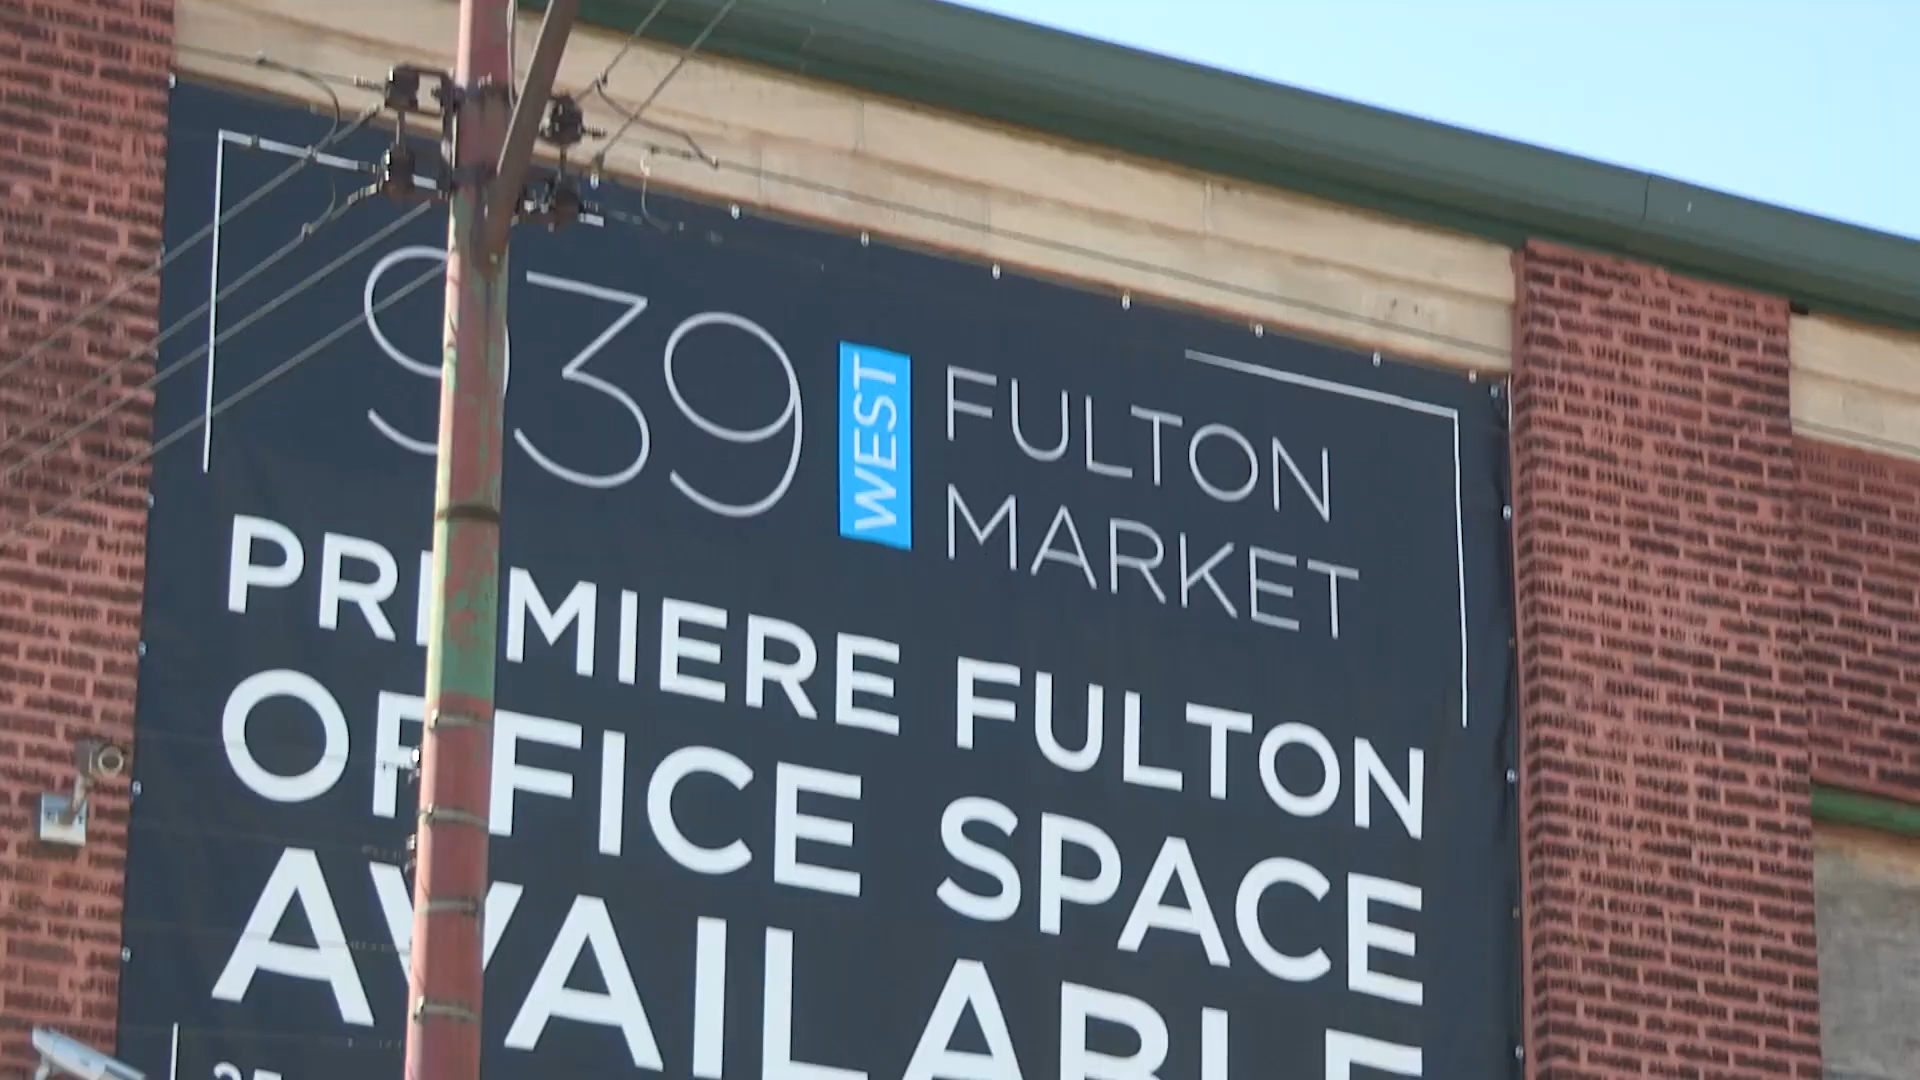 939 WEST FULTON
MARKET
PREMIERE FULTON
OFFICE SPACE
AVAILABLE